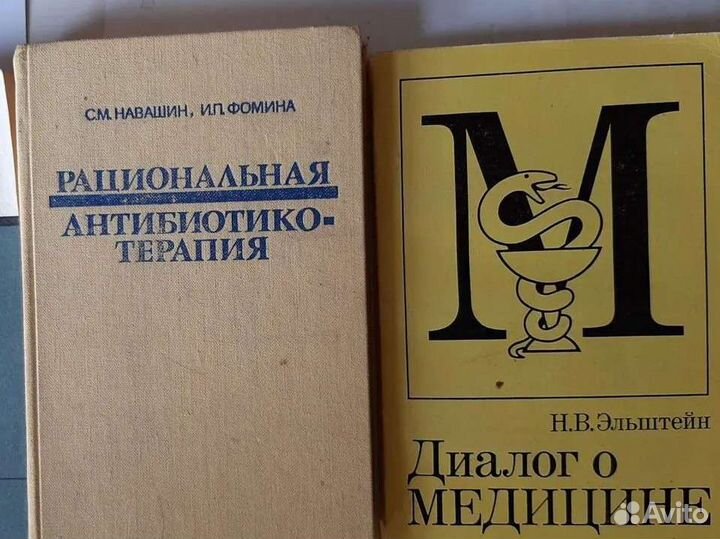 С.М. НАВАШИН, И.П. ФОМИНА
РАЦИОНАЛЬНАЯ
АНТИБИОТИКО-
ТЕРАПИЯ
М
Н.В.Эльштейн
Диалог о
МЕДИЦИНЕ
Avito